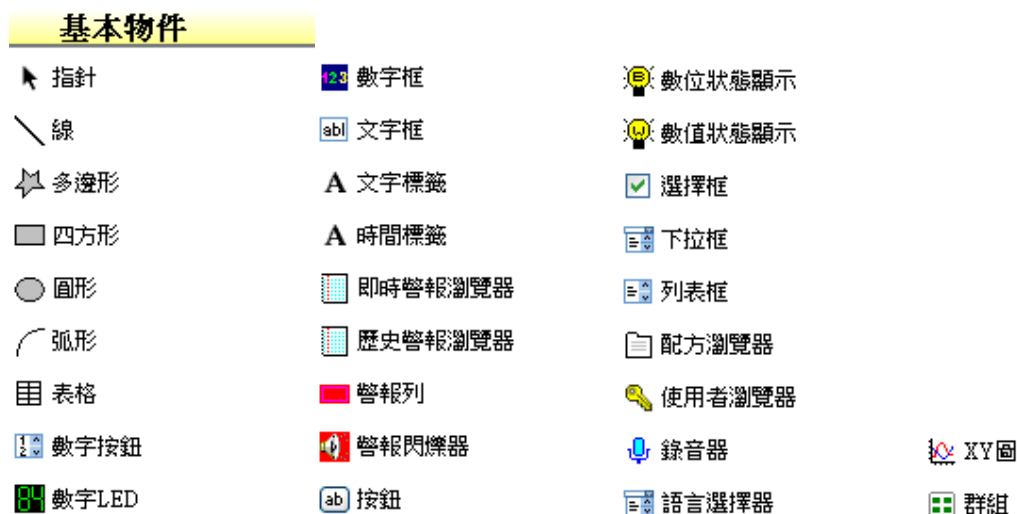 基本物件
指針
線
多邊形
四方形
圓形
弧形
表格
數字按鈕
數字LED
數字框
文字框
文字標籤
時間標籤
即時警報瀏覽器
歷史警報瀏覽器
警報列
警報閃爍器
按鈕
數位狀態顯示
數值狀態顯示
選擇框
下拉框
列表框
配方瀏覽器
使用者瀏覽器
錄音器
語言選擇器
XY圖
群組